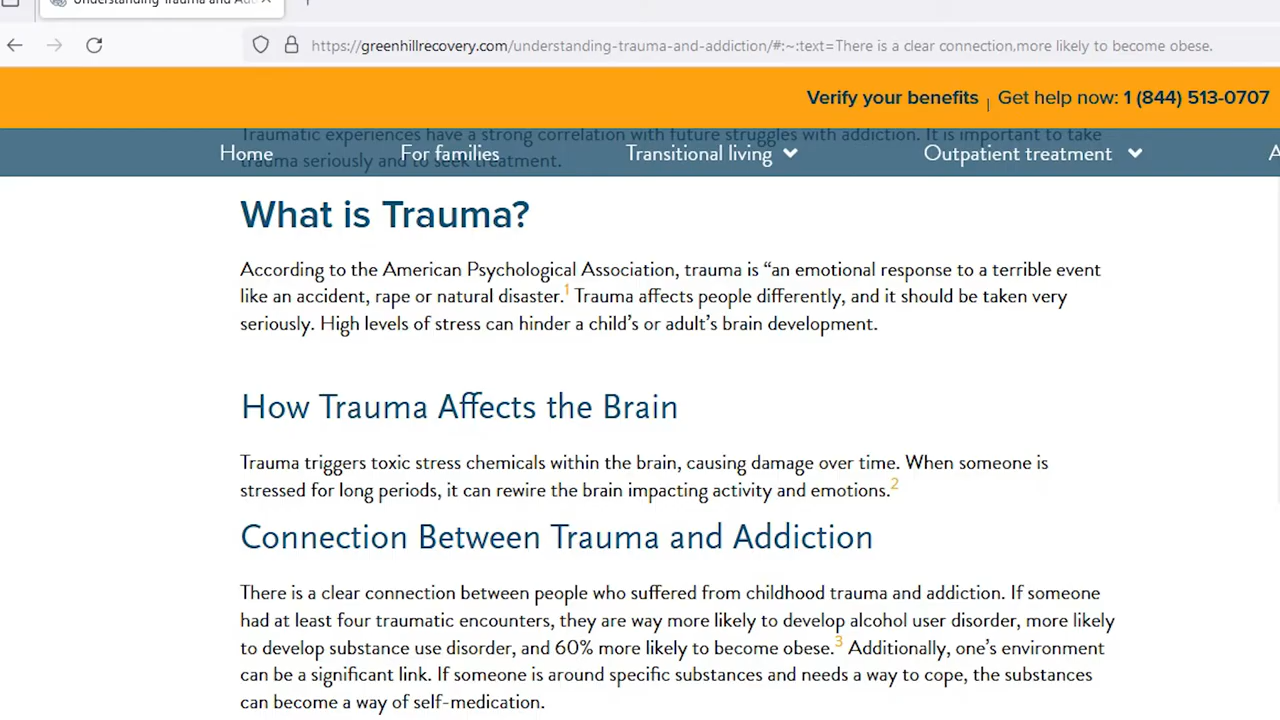 Understanding Trauma and Ad
https://greenhillrecovery.com/understanding-trauma-and-addiction/#:~:text=There is a clear connection,more likely to become obese.
Verify your benefits | Get help now: 1 (844) 513-0707
Traumatic experiences have a strong correlation with future struggles with addiction. It is important to take
trauma seriously and to seek treatment.
Home For families Transitional living Outpatient treatment A
What is Trauma?
According to the American Psychological Association, trauma is “an emotional response to a terrible event
like an accident, rape or natural disaster.1 Trauma affects people differently, and it should be taken very
seriously. High levels of stress can hinder a child’s or adult’s brain development.
How Trauma Affects the Brain
Trauma triggers toxic stress chemicals within the brain, causing damage over time. When someone is
stressed for long periods, it can rewire the brain impacting activity and emotions.2
Connection Between Trauma and Addiction
There is a clear connection between people who suffered from childhood trauma and addiction. If someone
had at least four traumatic encounters, they are way more likely to develop alcohol user disorder, more likely
to develop substance use disorder, and 60% more likely to become obese.3 Additionally, one’s environment
can be a significant link. If someone is around specific substances and needs a way to cope, the substances
can become a way of self-medication.